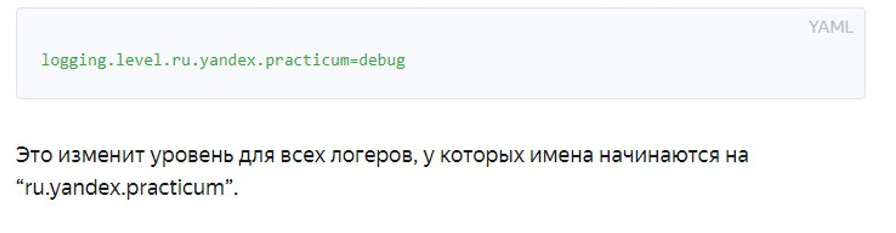 YAML
logging.level.ru.yandex.practicum=debug
Это изменит уровень для всех логеров, у которых имена начинаются на
“ru.yandex.practicum”.